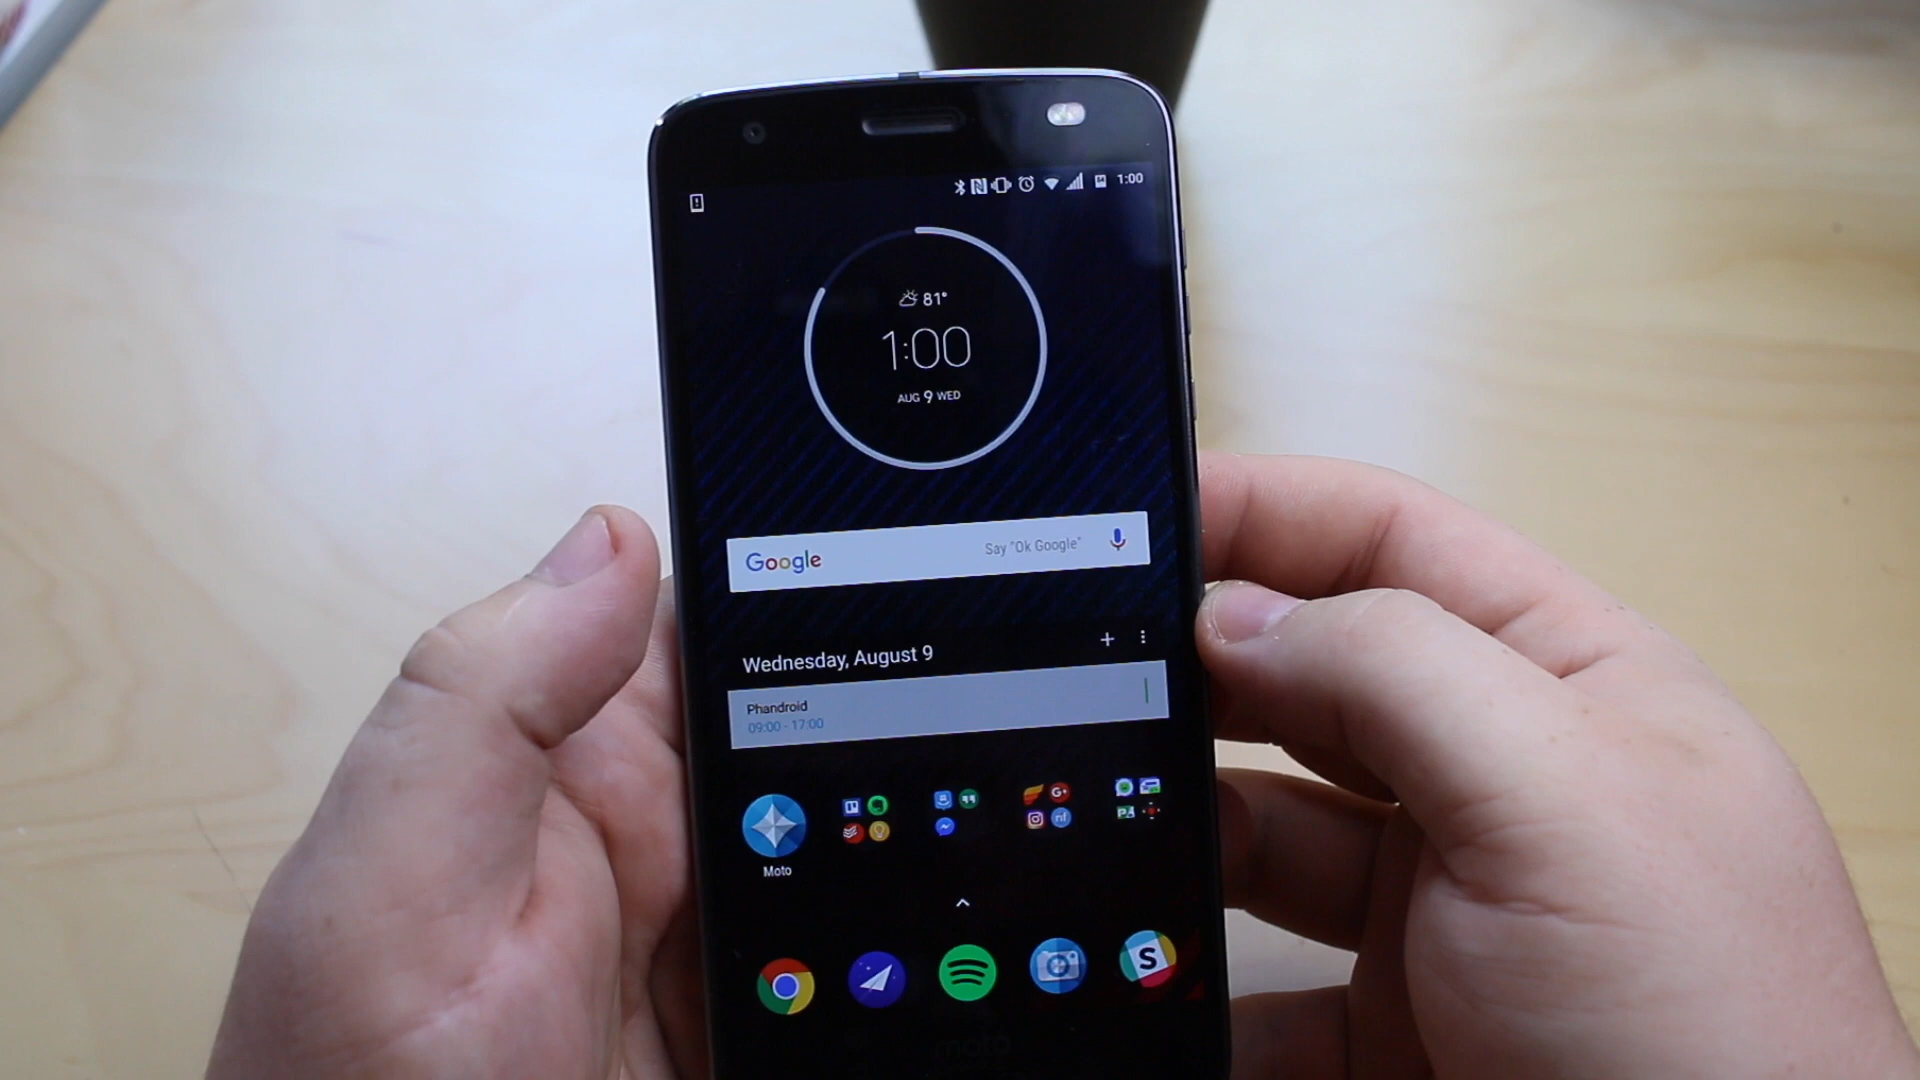 1:00
81°
1:00
AUG 9 WED
Google Say "Ok Google"
Wednesday, August 9
Phandroid
09:00 - 17:00
Moto
S
moto